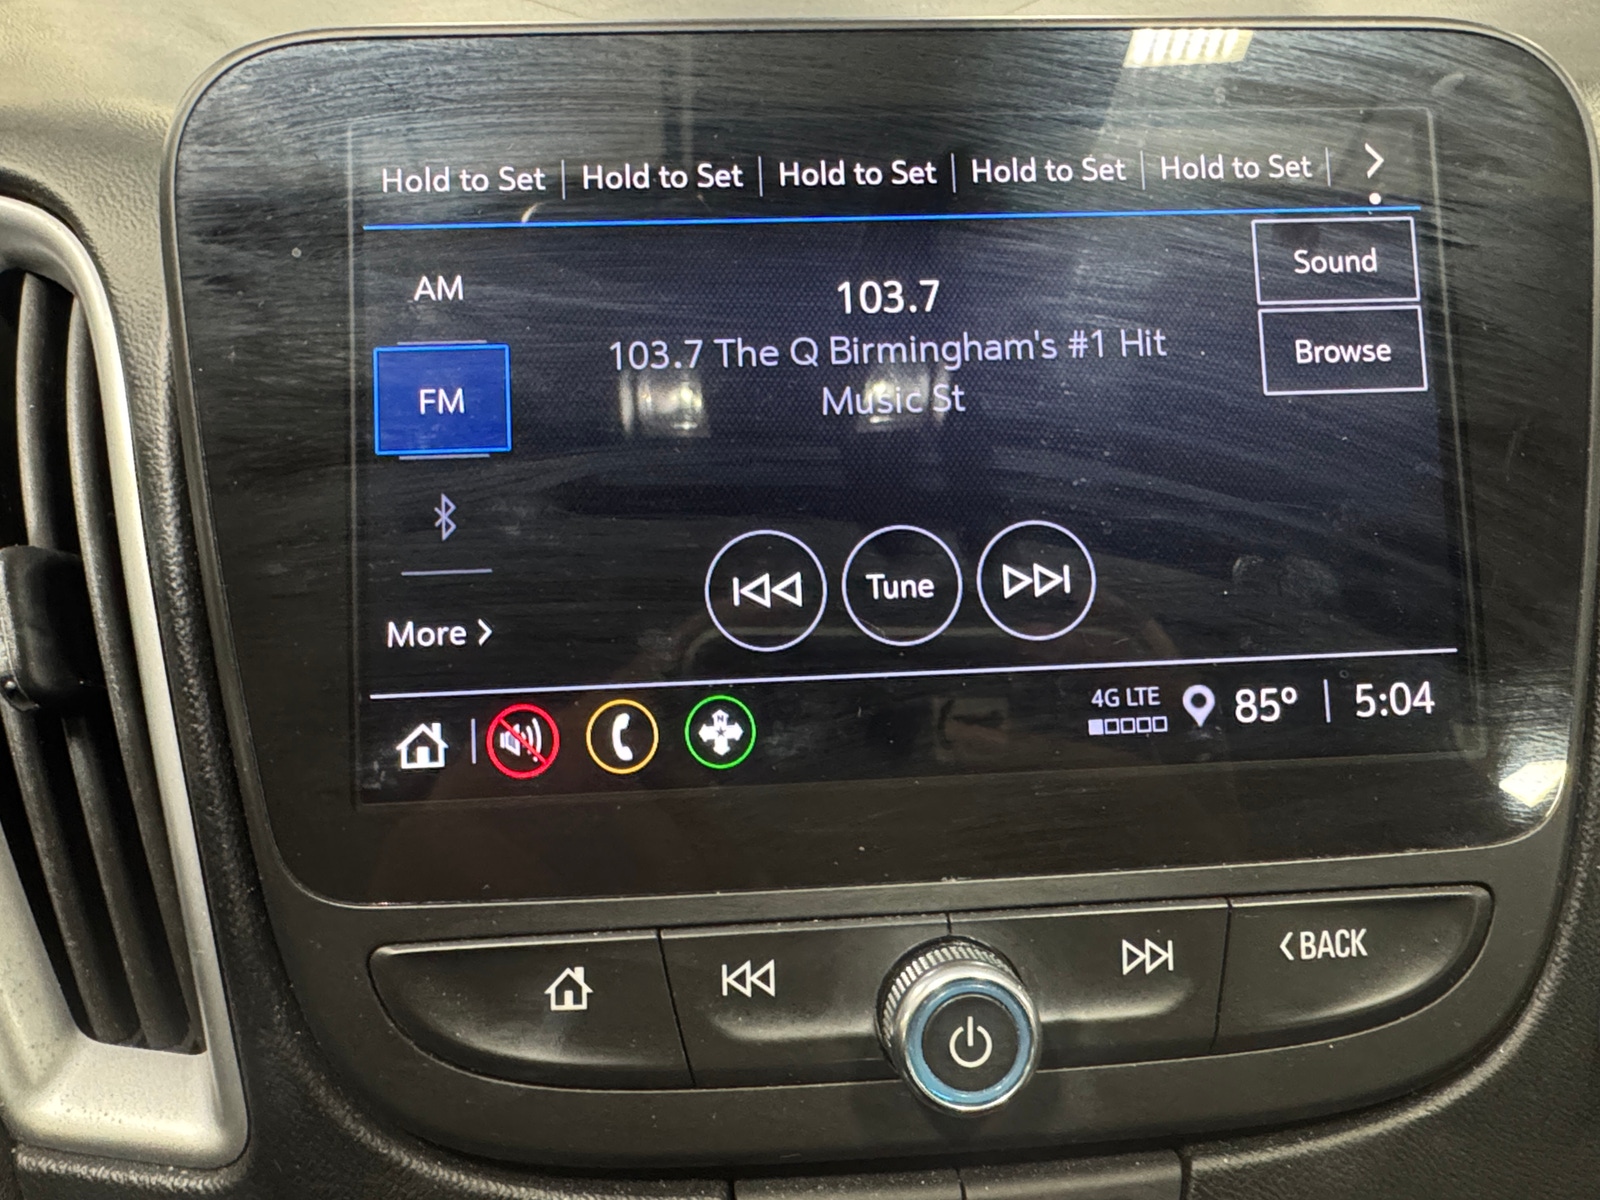 Hold to Set Hold to Set Hold to Set Hold to Set Hold to Set
Sound
AM
103.7
103.7 The Q Birmingham's #1 Hit
Music St
Browse
FM
Tune
More
4G LTE
85° 5:04
BACK